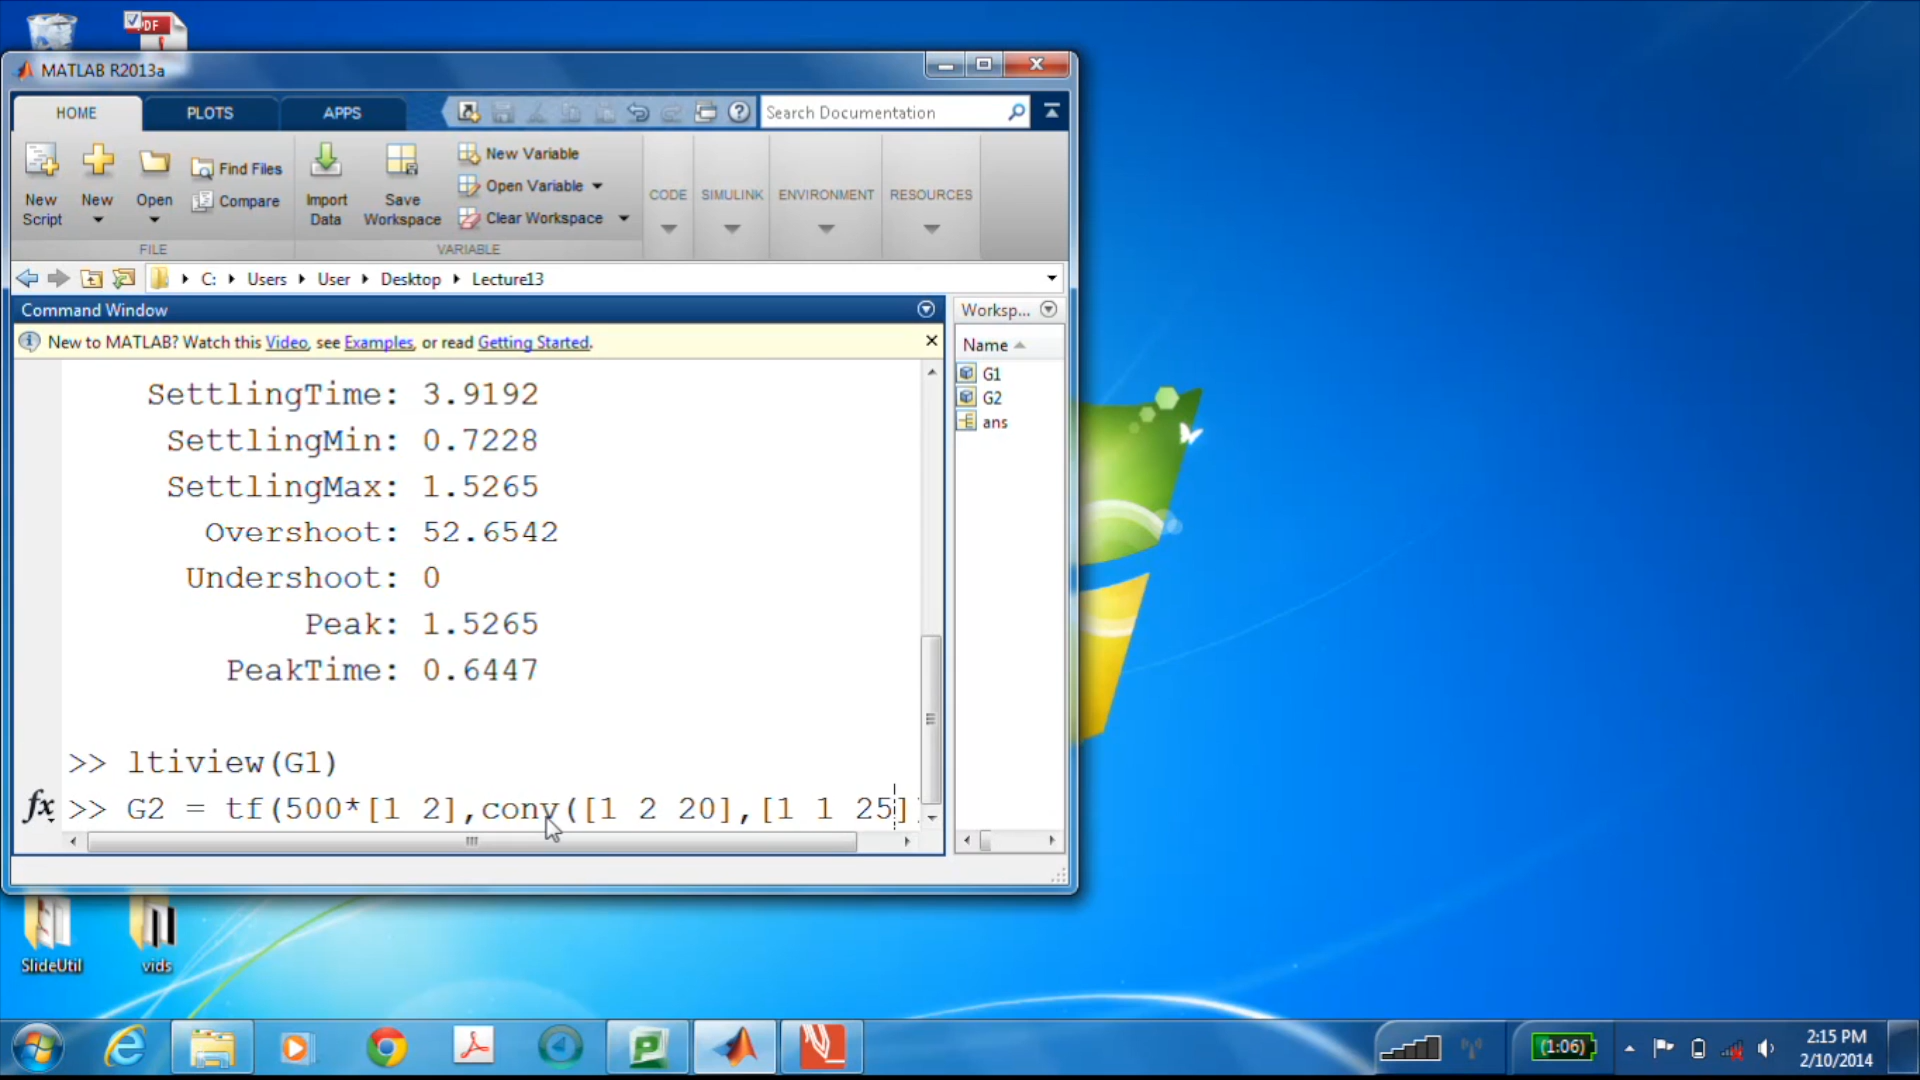 PDF
MATLAB R2013a
HOME
PLOTS
APPS
Search Documentation
New Script
New
Open
Find Files
Compare
FILE
Import Data
Save Workspace
New Variable
Open Variable
Clear Workspace
VARIABLE
CODE
SIMULINK
ENVIRONMENT
RESOURCES
C: Users User Desktop Lecture13
Command Window
New to MATLAB? Watch this Video, see Examples, or read Getting Started.
SettlingTime: 3.9192
SettlingMin: 0.7228
SettlingMax: 1.5265
Overshoot: 52.6542
Undershoot: 0
Peak: 1.5265
PeakTime: 0.6447
>> ltiview(G1)
fx >> G2 = tf(500*[1 2],conv([1 2 20],[1 1 25])
Worksp...
Name
G1
G2
ans
SlideUtil
vids
(1:06)
2:15 PM
2/10/2014